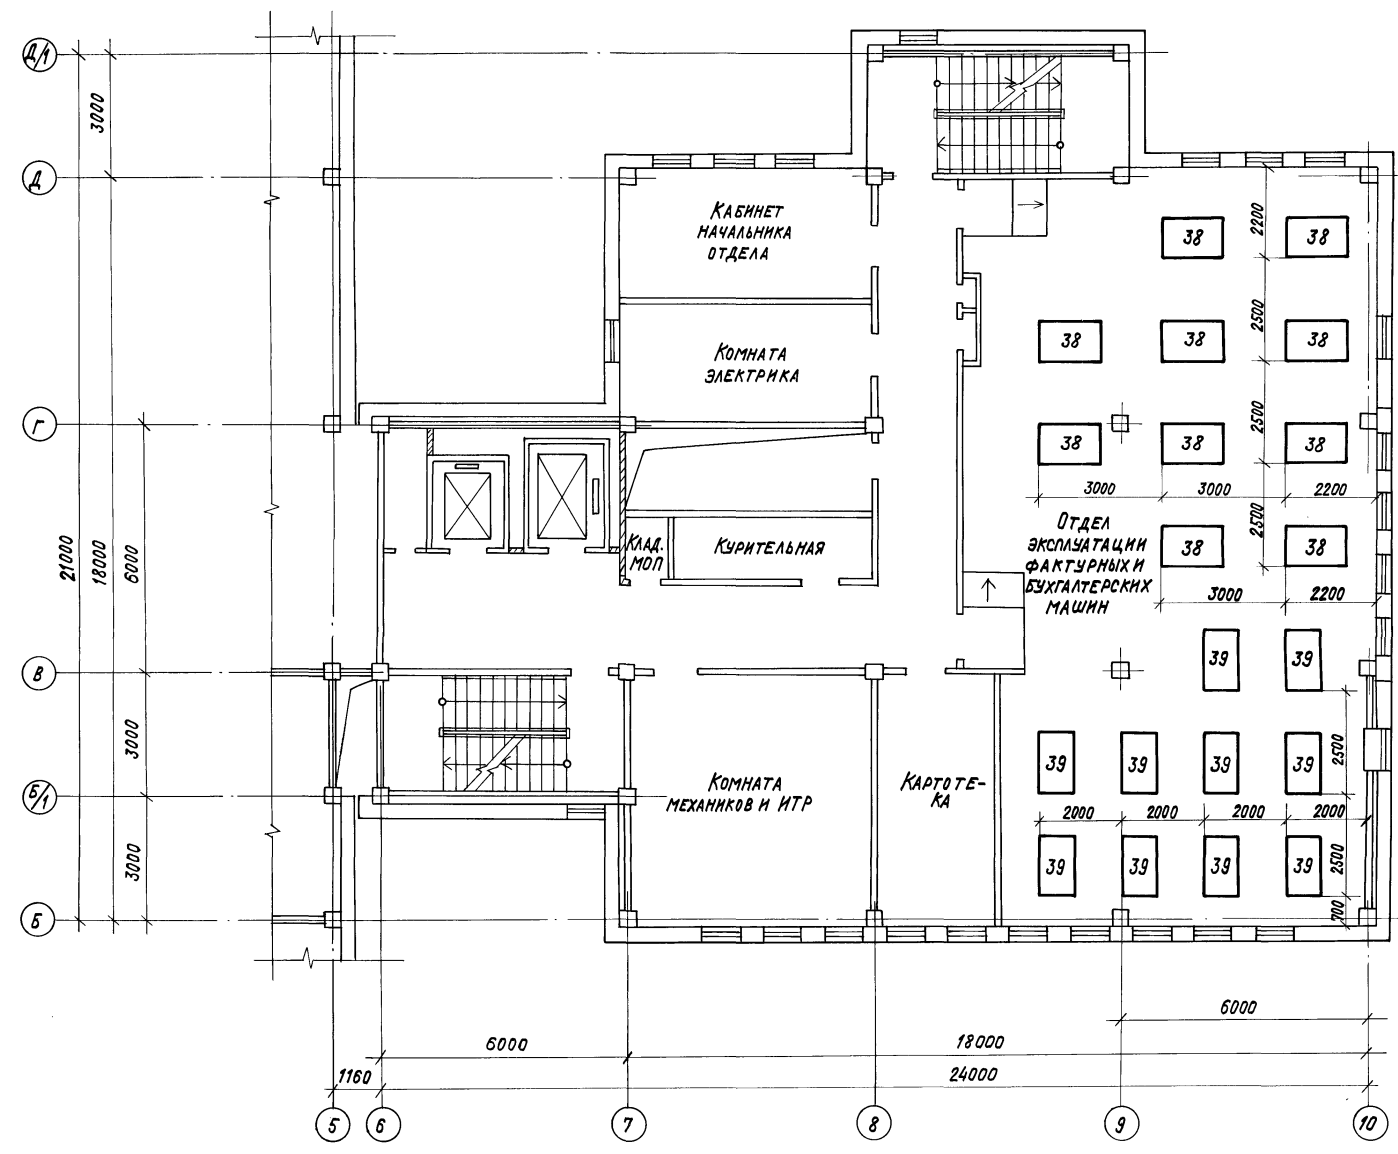 Д/1
3000
Д
КАБИНЕТ
НАЧАЛЬНИКА
ОТДЕЛА
2200
38
38
2500
38
38
38
КОМНАТА
ЭЛЕКТРИКА
Г
2500
38
38
38
3000
3000
2200
21000
18000
6000
КЛАД.
МОП
КУРИТЕЛЬНАЯ
ОТДЕЛ
ЭКСПЛУАТАЦИИ
ФАКТУРНЫХ И
БУХГАЛТЕРСКИХ
МАШИН
2500
38
38
3000
2200
В
39
39
3000
2500
39
39
39
39
Б/1
КОМНАТА
МЕХАНИКОВ И ИТР
КАРТОТЕ-
КА
2000
2000
2000
2000
3000
2500
39
39
39
39
700
Б
6000
6000
18000
1160
24000
5
6
7
8
9
10